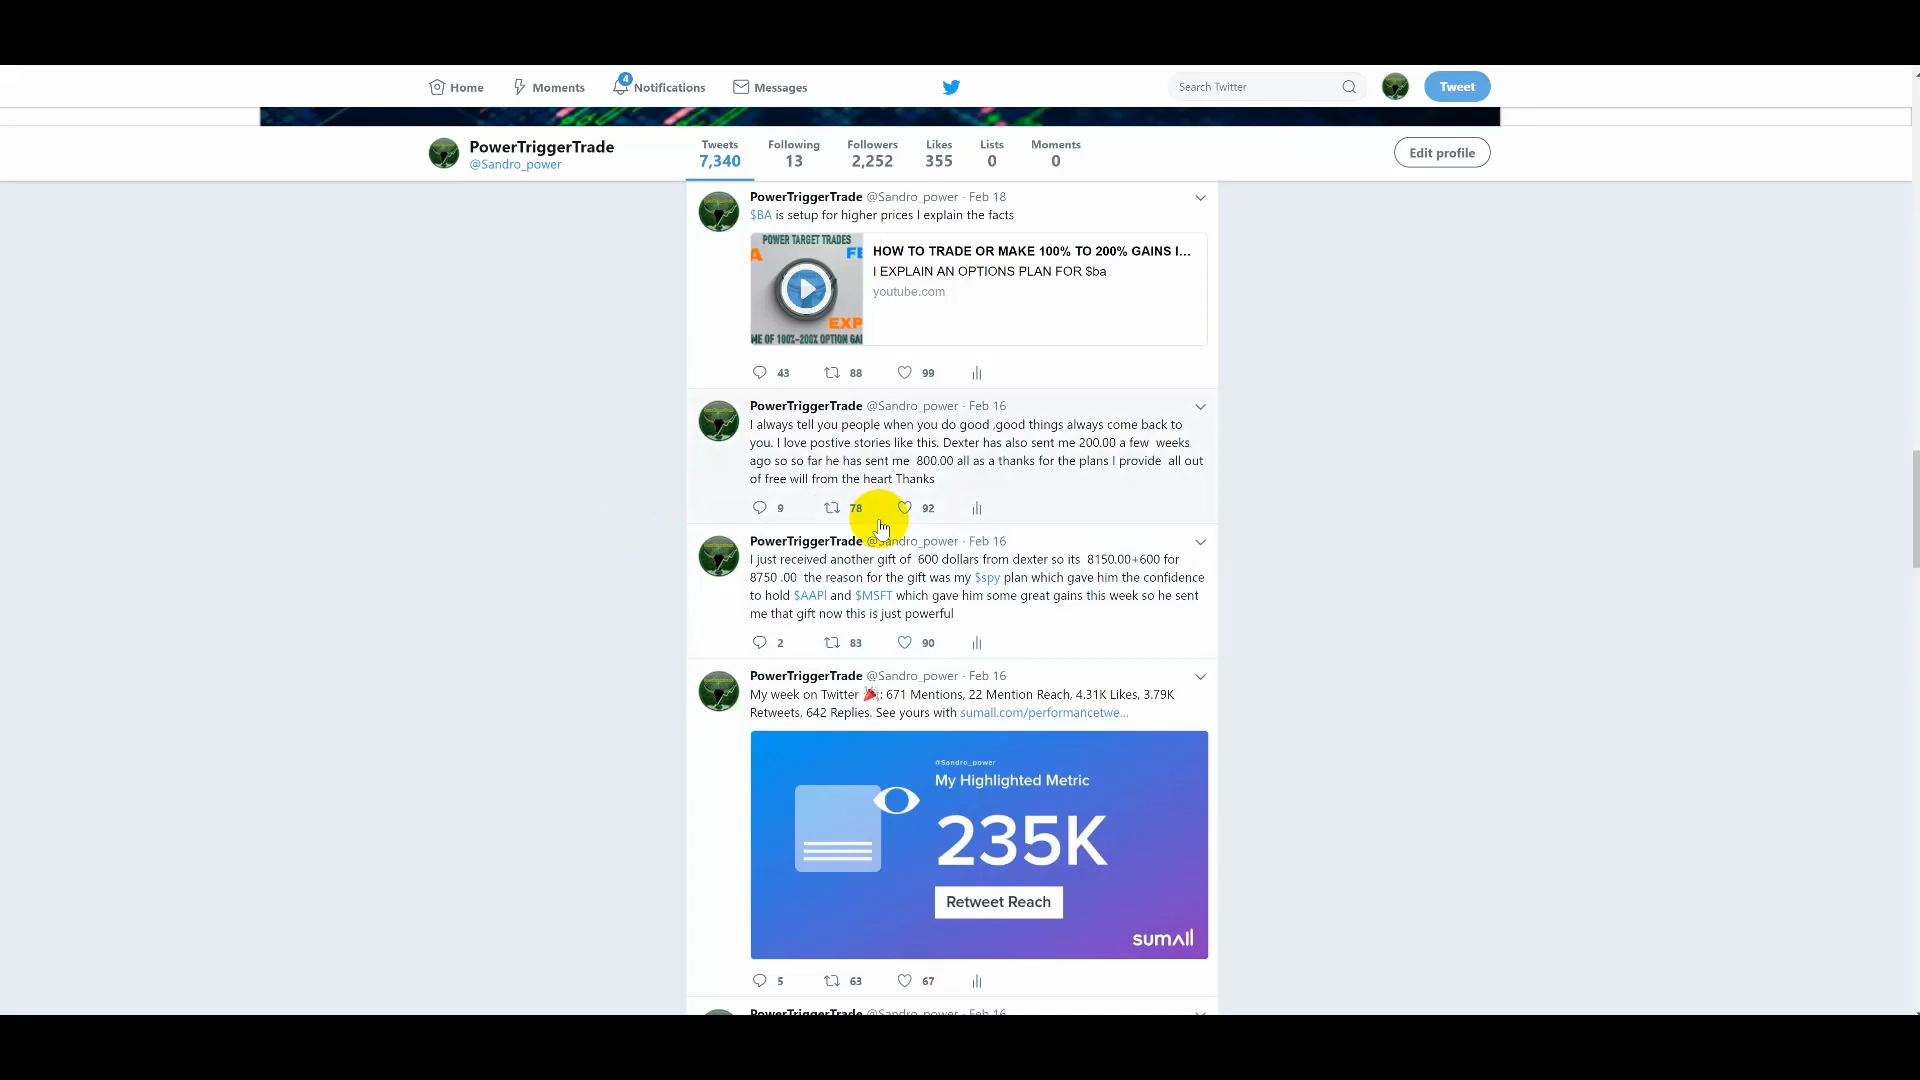 Home
Moments
4
Notifications
Messages
Search Twitter
Tweet
PowerTriggerTrade
@Sandro_power
Tweets
7,340
Following
13
Followers
2,252
Likes
355
Lists
0
Moments
0
Edit profile
PowerTriggerTrade @Sandro_power · Feb 18
$BA is setup for higher prices I explain the facts
POWER TARGET TRADES
EXP
HOW TO TRADE OR MAKE 100% TO 200% GAINS I...
I EXPLAIN AN OPTIONS PLAN FOR $ba
youtube.com
43 88 99
PowerTriggerTrade @Sandro_power · Feb 16
I always tell you people when you do good ,good things always come back to
you. I love postive stories like this. Dexter has also sent me 200.00 a few weeks
ago so so far he has sent me 800.00 all as a thanks for the plans I provide all out
of free will from the heart Thanks
9 78 92
PowerTriggerTrade @Sandro_power · Feb 16
I just received another gift of 600 dollars from dexter so its 8150.00+600 for
8750 .00 the reason for the gift was my $spy plan which gave him the confidence
to hold $AAPl and $MSFT which gave him some great gains this week so he sent
me that gift now this is just powerful
2 83 90
PowerTriggerTrade @Sandro_power · Feb 16
My week on Twitter 🎉: 671 Mentions, 22 Mention Reach, 4.31K Likes, 3.79K
Retweets, 642 Replies. See yours with sumall.com/performancetwe...
@Sandro_power
My Highlighted Metric
235K
Retweet Reach
sumall
5 63 67
PowerTriggerTrade @Sandro_power · Feb 16